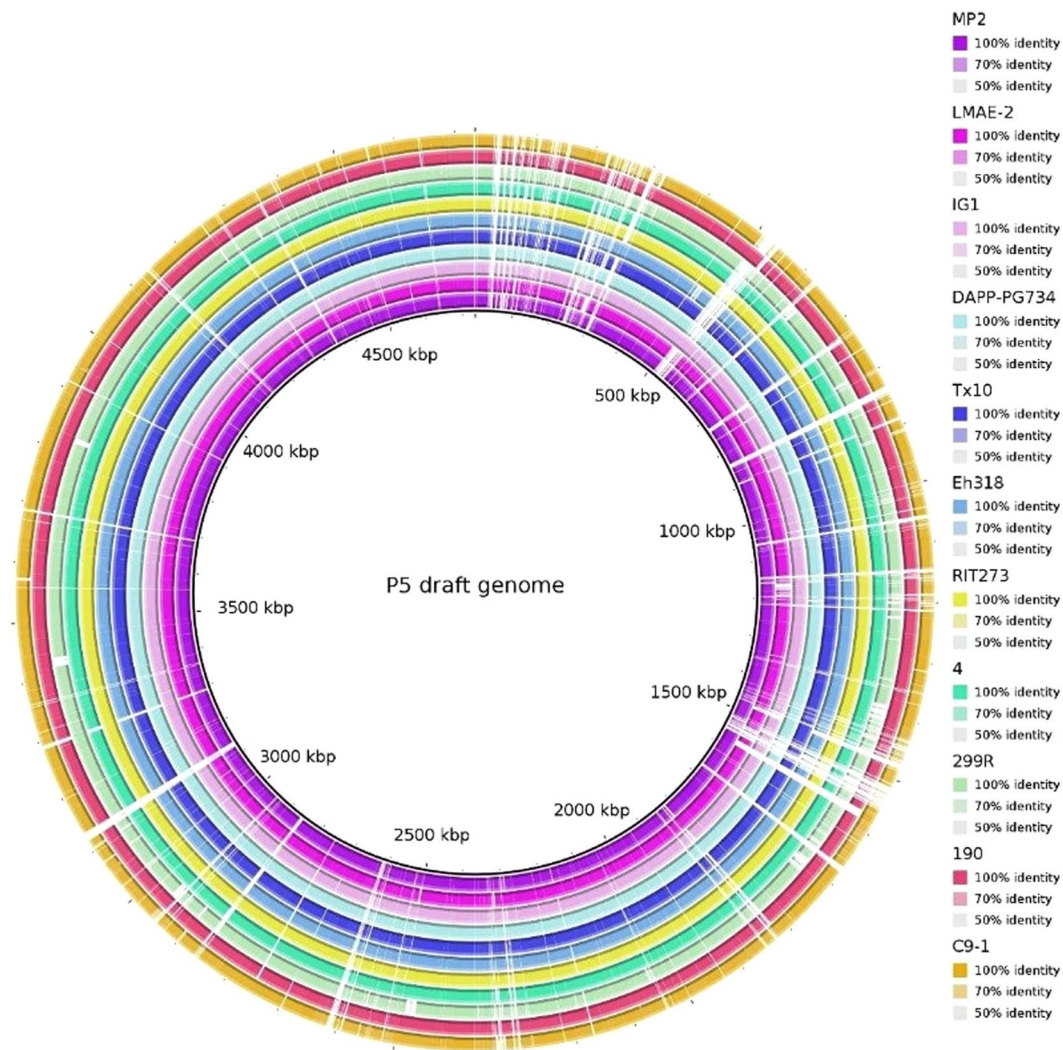 MP2
100% identity
70% identity
50% identity
LMAE-2
100% identity
70% identity
50% identity
IG1
100% identity
70% identity
50% identity
DAPP-PG734
100% identity
70% identity
50% identity
Tx10
100% identity
70% identity
50% identity
Eh318
100% identity
70% identity
50% identity
RIT273
100% identity
70% identity
50% identity
4
100% identity
70% identity
50% identity
299R
100% identity
70% identity
50% identity
190
100% identity
70% identity
50% identity
C9-1
100% identity
70% identity
50% identity
4500 kbp
500 kbp
4000 kbp
1000 kbp
P5 draft genome
3500 kbp
1500 kbp
3000 kbp
2000 kbp
2500 kbp